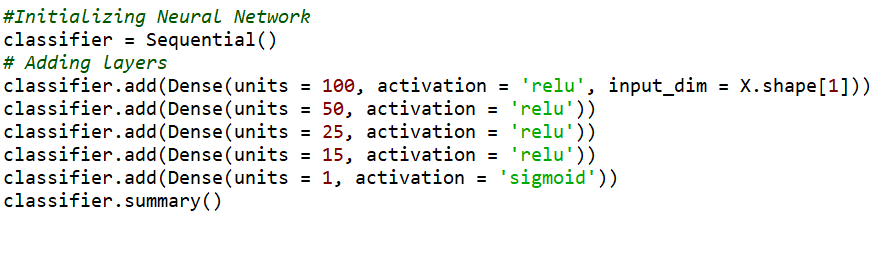 #Initializing Neural Network
classifier = Sequential()
# Adding layers
classifier.add(Dense(units = 100, activation = 'relu', input_dim = X.shape[1]))
classifier.add(Dense(units = 50, activation = 'relu'))
classifier.add(Dense(units = 25, activation = 'relu'))
classifier.add(Dense(units = 15, activation = 'relu'))
classifier.add(Dense(units = 1, activation = 'sigmoid'))
classifier.summary()